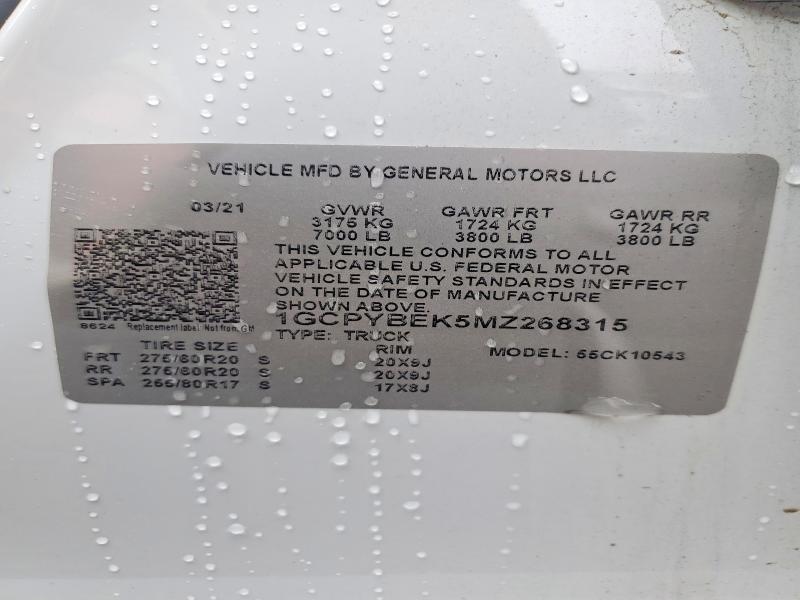 VEHICLE MFD BY GENERAL MOTORS LLC
03/21 GVWR GAWR FRT GAWR RR
3175 KG 1724 KG 1724 KG
7000 LB 3800 LB 3800 LB
THIS VEHICLE CONFORMS TO ALL
APPLICABLE U.S. FEDERAL MOTOR
VEHICLE SAFETY STANDARDS IN EFFECT
ON THE DATE OF MANUFACTURE
SHOWN ABOVE.
8624 Replacement label. Not from GM
1GCPYBEK5MZ268315
TYPE: TRUCK MODEL: 55CK10543
TIRE SIZE RIM
FRT 275/60R20 S 20X9J
RR 275/60R20 S 20X9J
SPA 255/80R17 S 17X8J